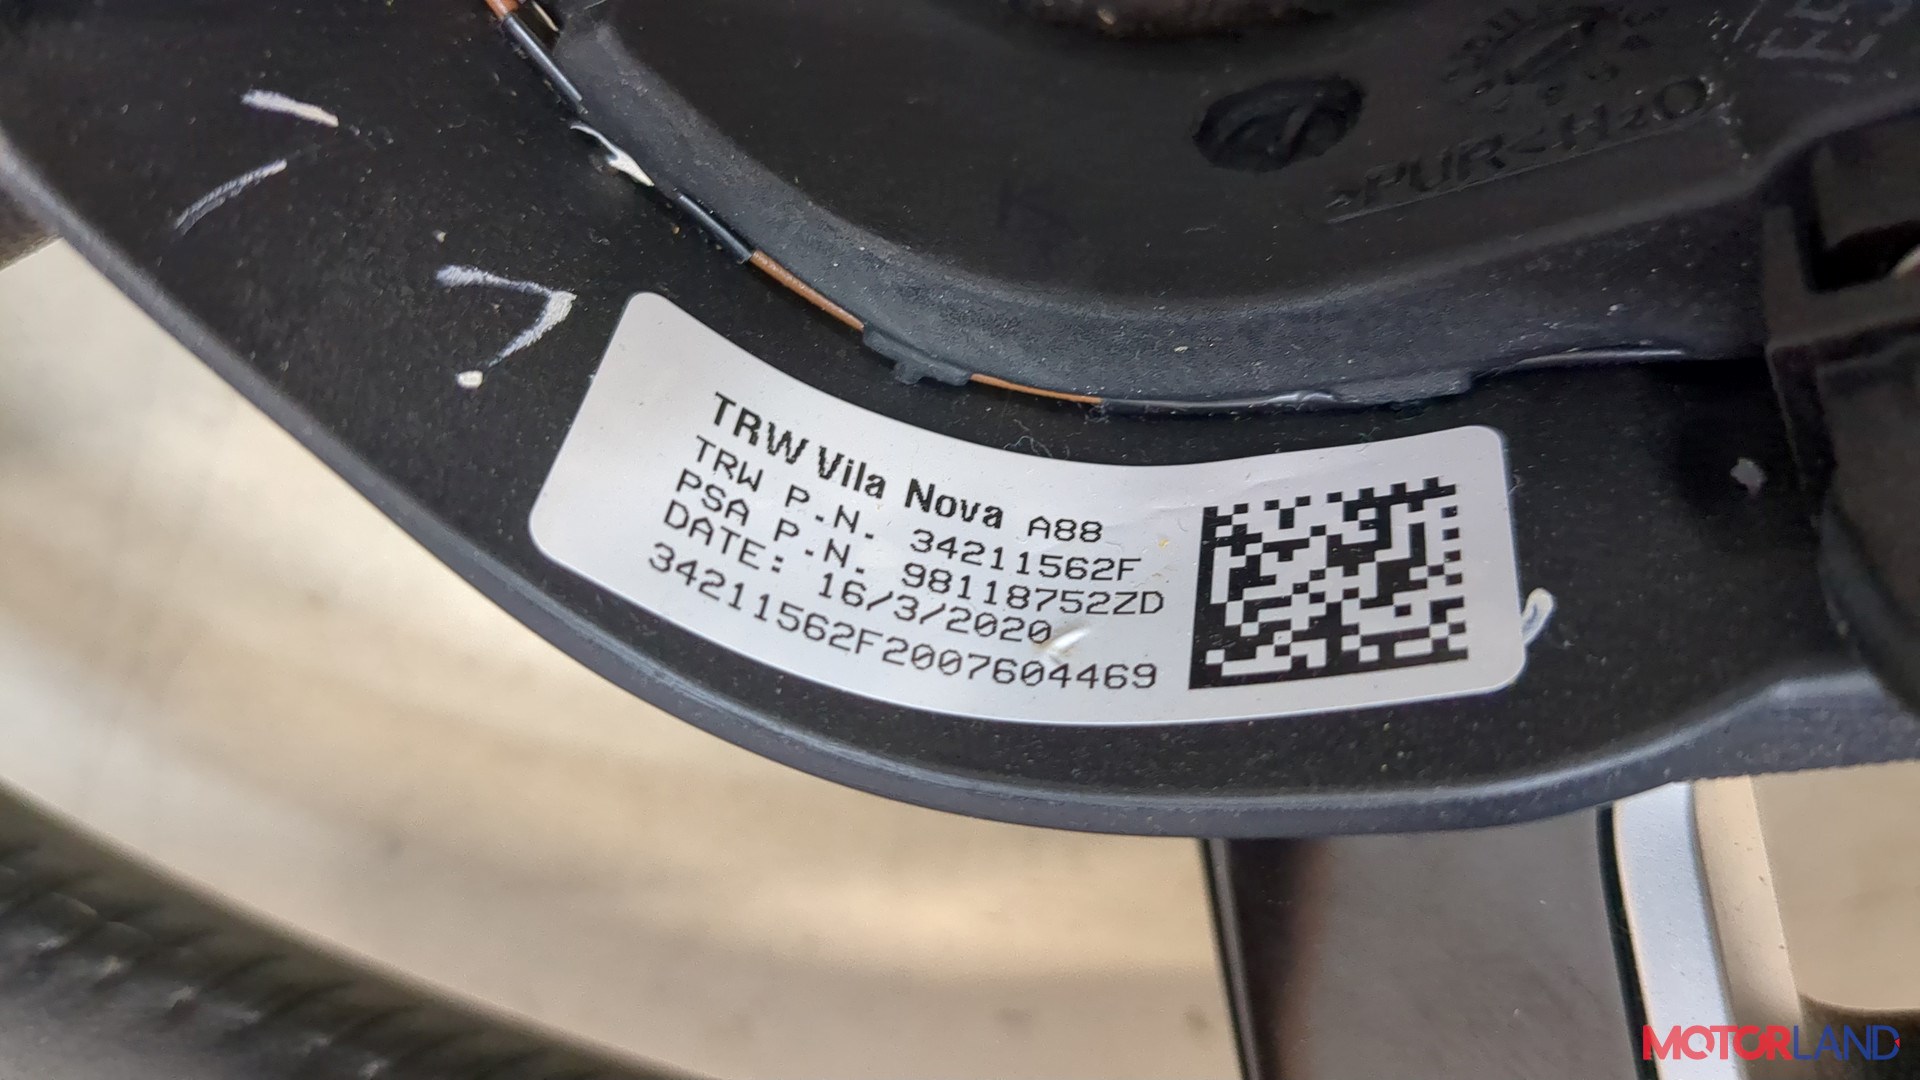 >PUR<H2O
TRW Vila Nova A88
TRW P.N. 34211562F
PSA P.N. 98118752ZD
DATE: 16/3/2020
34211562F2007604469
MOTORLAND